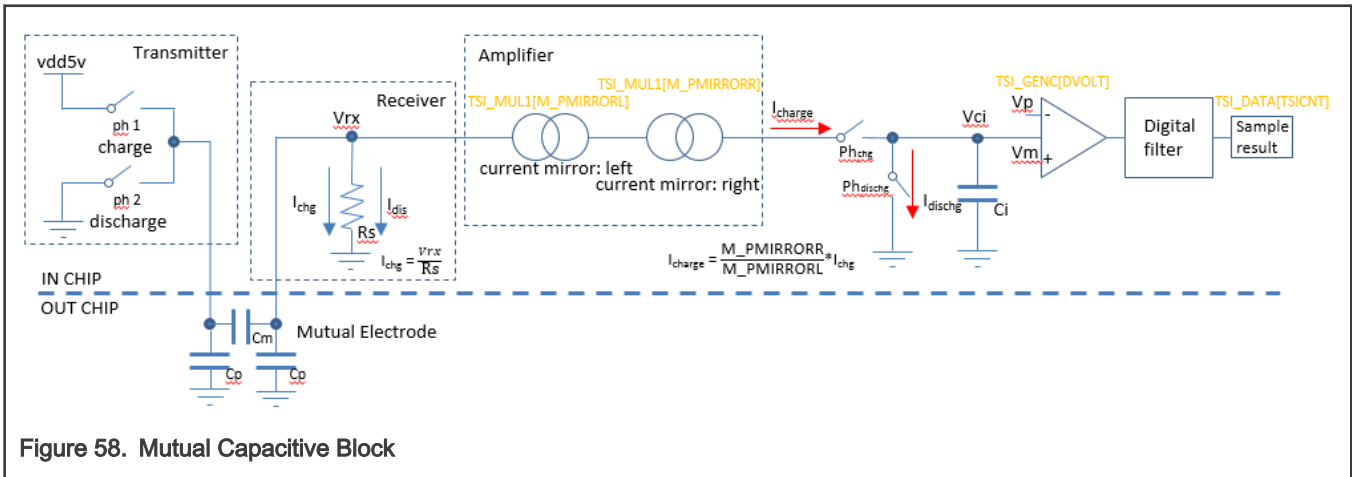 Transmitter
vdd5v
ph 1
charge
ph 2
discharge
Receiver
Vrx
Ichg
Idis
Rs
Ichg = Vrx/Rs
Amplifier
TSI_MUL1[M_PMIRRORL]
TSI_MUL1[M_PMIRRORR]
current mirror: left
current mirror: right
Icharge
Phchg
Phdischg
Idischg
Icharge = M_PMIRRORR/M_PMIRRORL*Ichg
Vci
Ci
TSI_GENC[DVOLT]
Vp
-
Vm
+
Digital
filter
TSI_DATA[TSICNT]
Sample
result
IN CHIP
OUT CHIP
Cm
Mutual Electrode
Cp
Cp
Figure 58. Mutual Capacitive Block